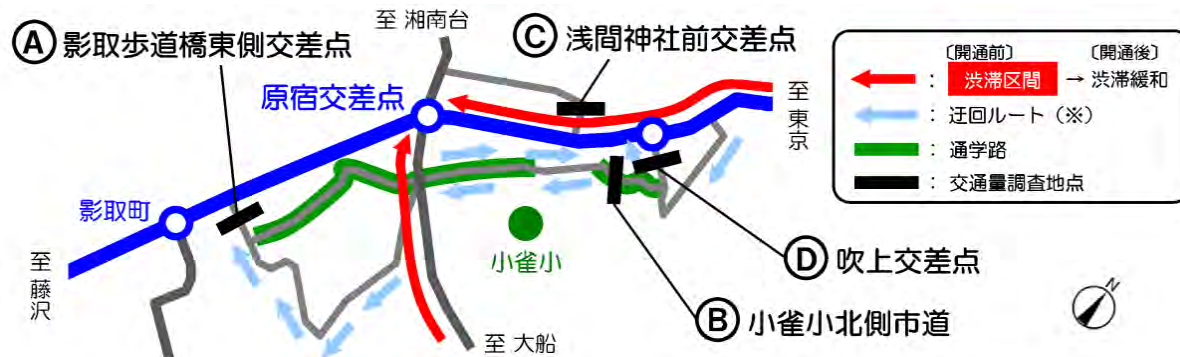 至 湘南台
Ⓐ 影取歩道橋東側交差点
Ⓒ 浅間神社前交差点
原宿交差点
至 東京
影取町
小雀小
至 藤沢
Ⓓ 吹上交差点
Ⓑ 小雀小北側市道
至 大船
N
〔開通前〕 〔開通後〕
: 渋滞区間 → 渋滞緩和
: 迂回ルート（※）
: 通学路
: 交通量調査地点